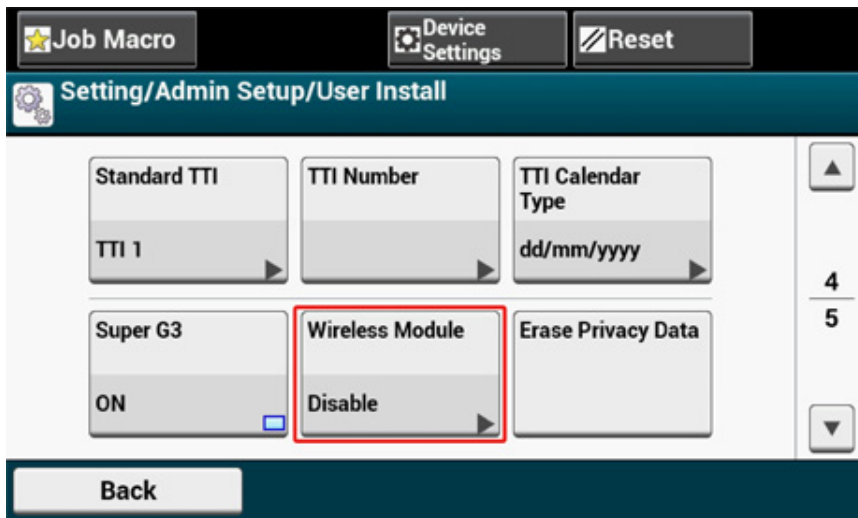 Job Macro
Device
Settings
Reset
Setting/Admin Setup/User Install
Standard TTI
TTI 1
TTI Number
TTI Calendar
Type
dd/mm/yyyy
4
5
Super G3
ON
Wireless Module
Disable
Erase Privacy Data
Back